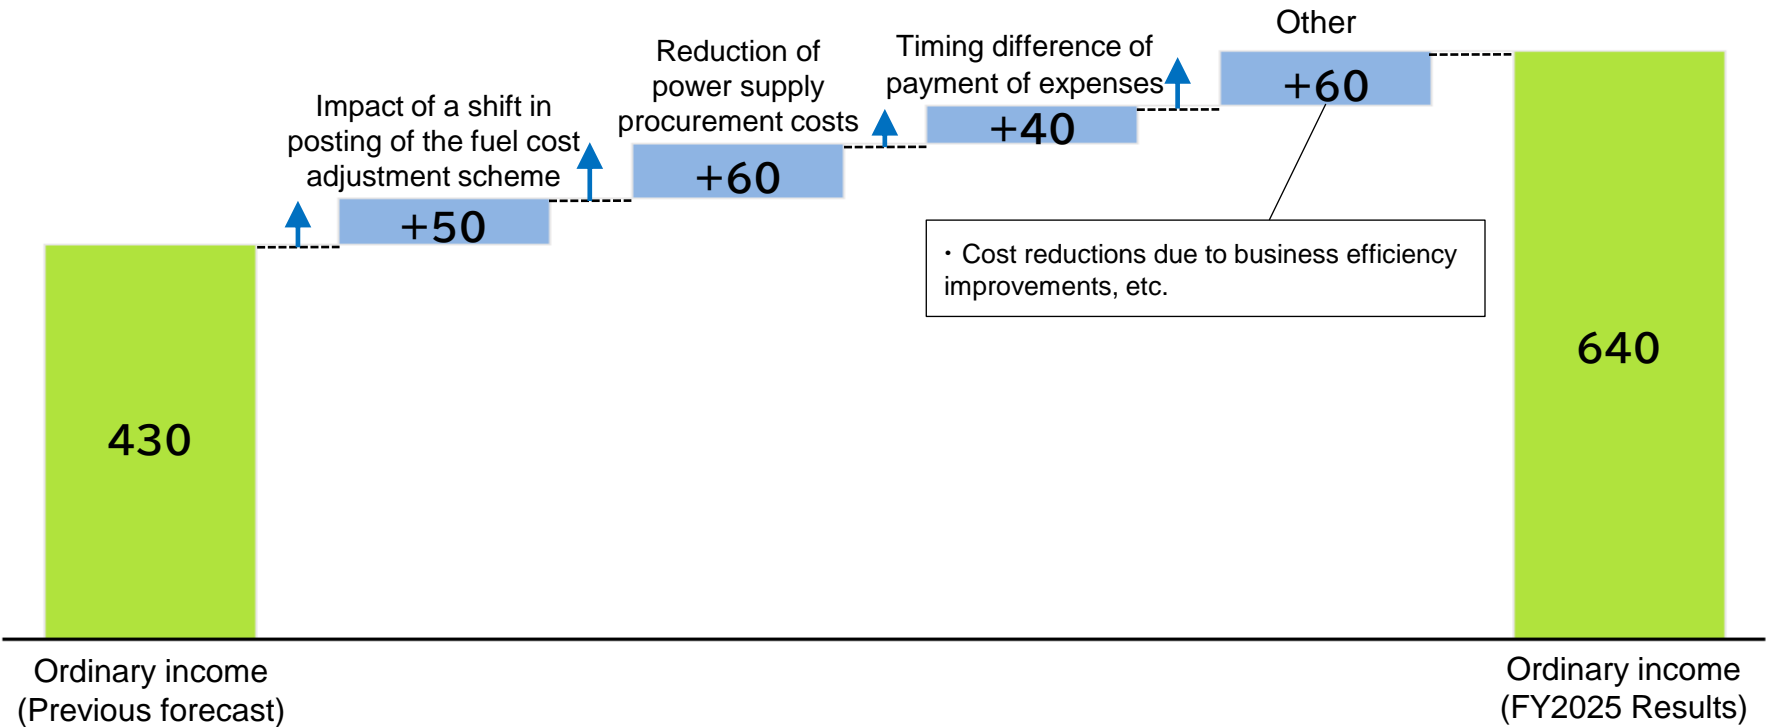 Other
+60
Timing difference of
payment of expenses
+40
Reduction of
power supply
procurement costs
+60
Impact of a shift in
posting of the fuel cost
adjustment scheme
+50
・Cost reductions due to business efficiency
improvements, etc.
430
640
Ordinary income
(Previous forecast)
Ordinary income
(FY2025 Results)